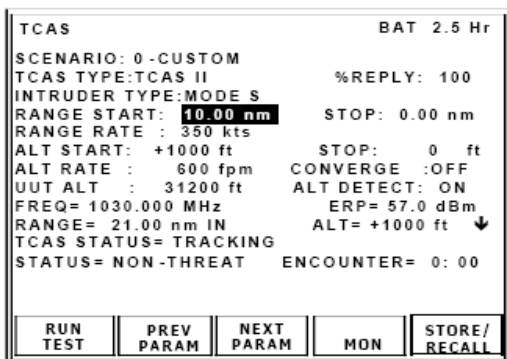 TCAS BAT 2.5 Hr
SCENARIO: 0-CUSTOM
TCAS TYPE:TCAS II %REPLY: 100
INTRUDER TYPE:MODE S
RANGE START: 10.00 nm STOP: 0.00 nm
RANGE RATE : 350 kts
ALT START: +1000 ft STOP: 0 ft
ALT RATE : 600 fpm CONVERGE :OFF
UUT ALT : 31200 ft ALT DETECT: ON
FREQ= 1030.000 MHz ERP= 57.0 dBm
RANGE= 21.00 nm IN ALT= +1000 ft ↓
TCAS STATUS= TRACKING
STATUS= NON-THREAT ENCOUNTER= 0:00
RUN TEST
PREV PARAM
NEXT PARAM
MON
STORE/ RECALL